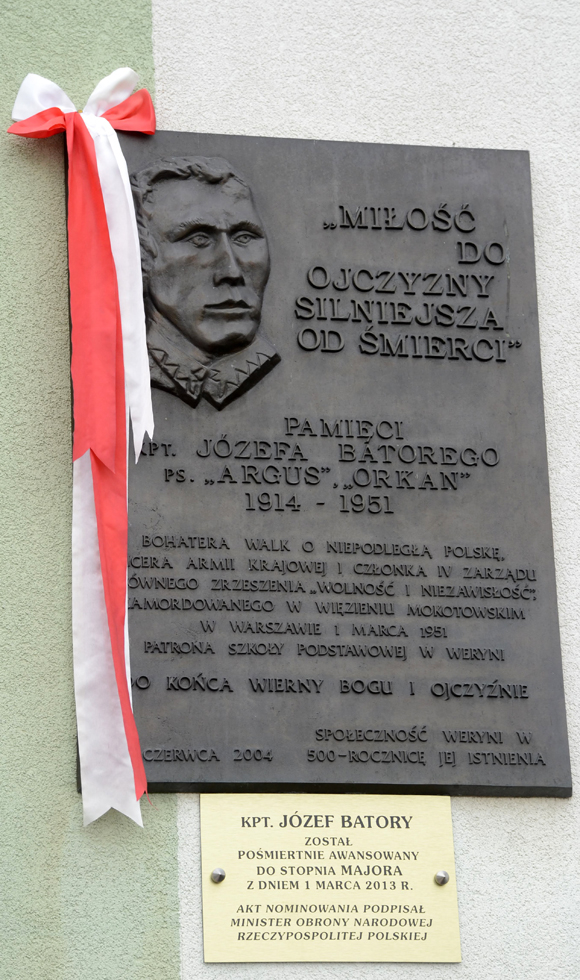 „MIŁOŚĆ
DO
OJCZYZNY
SILNIEJSZA
OD ŚMIERCI"
PAMIĘCI
KPT. JÓZEFA BATOREGO
PS. „ARGUS", „ORKAN"
1914 - 1951
BOHATERA WALK O NIEPODLEGŁĄ POLSKĘ,
ARMII KRAJOWEJ I CZŁONKA IV ZARZĄDU
ZRZESZENIA „WOLNOŚĆ I NIEZAWISŁOŚĆ",
ZAMORDOWANEGO W WIĘZIENIU MOKOTOWSKIM
W WARSZAWIE 1 MARCA 1951
PATRONA SZKOŁY PODSTAWOWEJ W WERYNI
DO KOŃCA WIERNY BOGU I OJCZYŹNIE
SPOŁECZNOŚĆ WERYNI W
CZERWCA 2004 500-ROCZNICĘ JEJ ISTNIENIA
KPT. JÓZEF BATORY
ZOSTAŁ
POŚMIERTNIE AWANSOWANY
DO STOPNIA MAJORA
Z DNIEM 1 MARCA 2013 R.
AKT NOMINOWANIA PODPISAŁ
MINISTER OBRONY NARODOWEJ
RZECZYPOSPOLITEJ POLSKIEJ